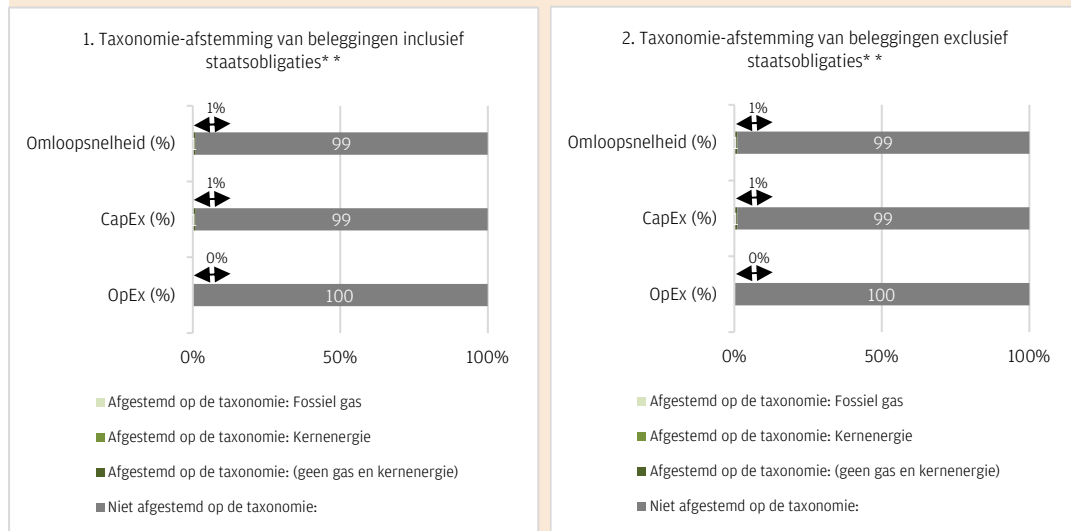 1. Taxonomie-afstemming van beleggingen inclusief
staatsobligaties* *
1%
Omloopsnelheid (%)
99
1%
CapEx (%)
99
0%
OpEx (%)
100
0%
50%
100%
Afgestemd op de taxonomie: Fossiel gas
Afgestemd op de taxonomie: Kernenergie
Afgestemd op de taxonomie: (geen gas en kernenergie)
Niet afgestemd op de taxonomie:
2. Taxonomie-afstemming van beleggingen exclusief
staatsobligaties* *
1%
Omloopsnelheid (%)
99
1%
CapEx (%)
99
0%
OpEx (%)
100
0%
50%
100%
Afgestemd op de taxonomie: Fossiel gas
Afgestemd op de taxonomie: Kernenergie
Afgestemd op de taxonomie: (geen gas en kernenergie)
Niet afgestemd op de taxonomie: